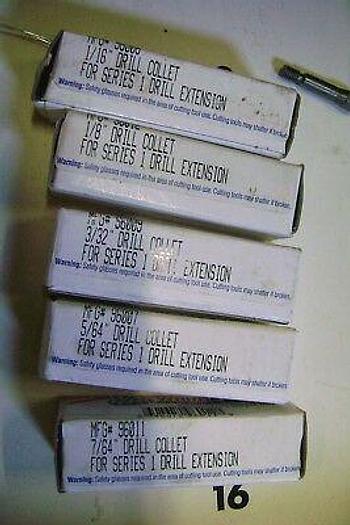 1/16" DRILL COLLET
FOR SERIES 1 DRILL EXTENSION
Warning: Safety glasses required in the area of cutting tool use. Cutting tools may shatter if broken.
1/8" DRILL COLLET
FOR SERIES 1 DRILL EXTENSION
Warning: Safety glasses required in the area of cutting tool use. Cutting tools may shatter if broken.
MFG# 96009
3/32" DRILL COLLET
FOR SERIES 1 DRILL EXTENSION
Warning: Safety glasses required in the area of cutting tool use. Cutting tools may shatter if broken.
MFG# 96007
5/64" DRILL COLLET
FOR SERIES 1 DRILL EXTENSION
Warning: Safety glasses required in the area of cutting tool use. Cutting tools may shatter if broken.
MFG# 96011
7/64" DRILL COLLET
FOR SERIES 1 DRILL EXTENSION
Warning: Safety glasses required in the area of cutting tool use. Cutting tools may shatter if broken.
16